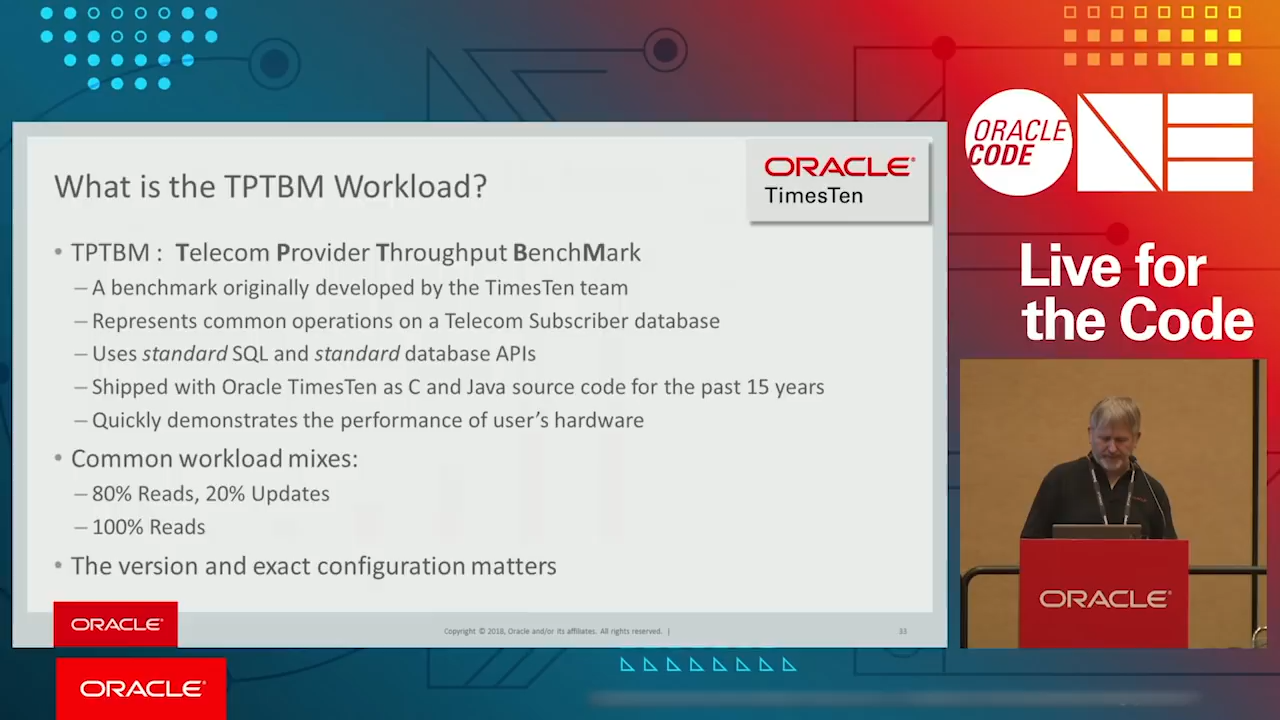 What is the TPTBM Workload?
ORACLE®
TimesTen
• TPTBM : Telecom Provider Throughput BenchMark
– A benchmark originally developed by the TimesTen team
– Represents common operations on a Telecom Subscriber database
– Uses standard SQL and standard database APIs
– Shipped with Oracle TimesTen as C and Java source code for the past 15 years
– Quickly demonstrates the performance of user's hardware
• Common workload mixes:
– 80% Reads, 20% Updates
– 100% Reads
• The version and exact configuration matters
ORACLE®
Copyright © 2018, Oracle and/or its affiliates. All rights reserved. |
33
ORACLE®
ORACLE
CODE
ONE
Live for
the Code
ORACLE®